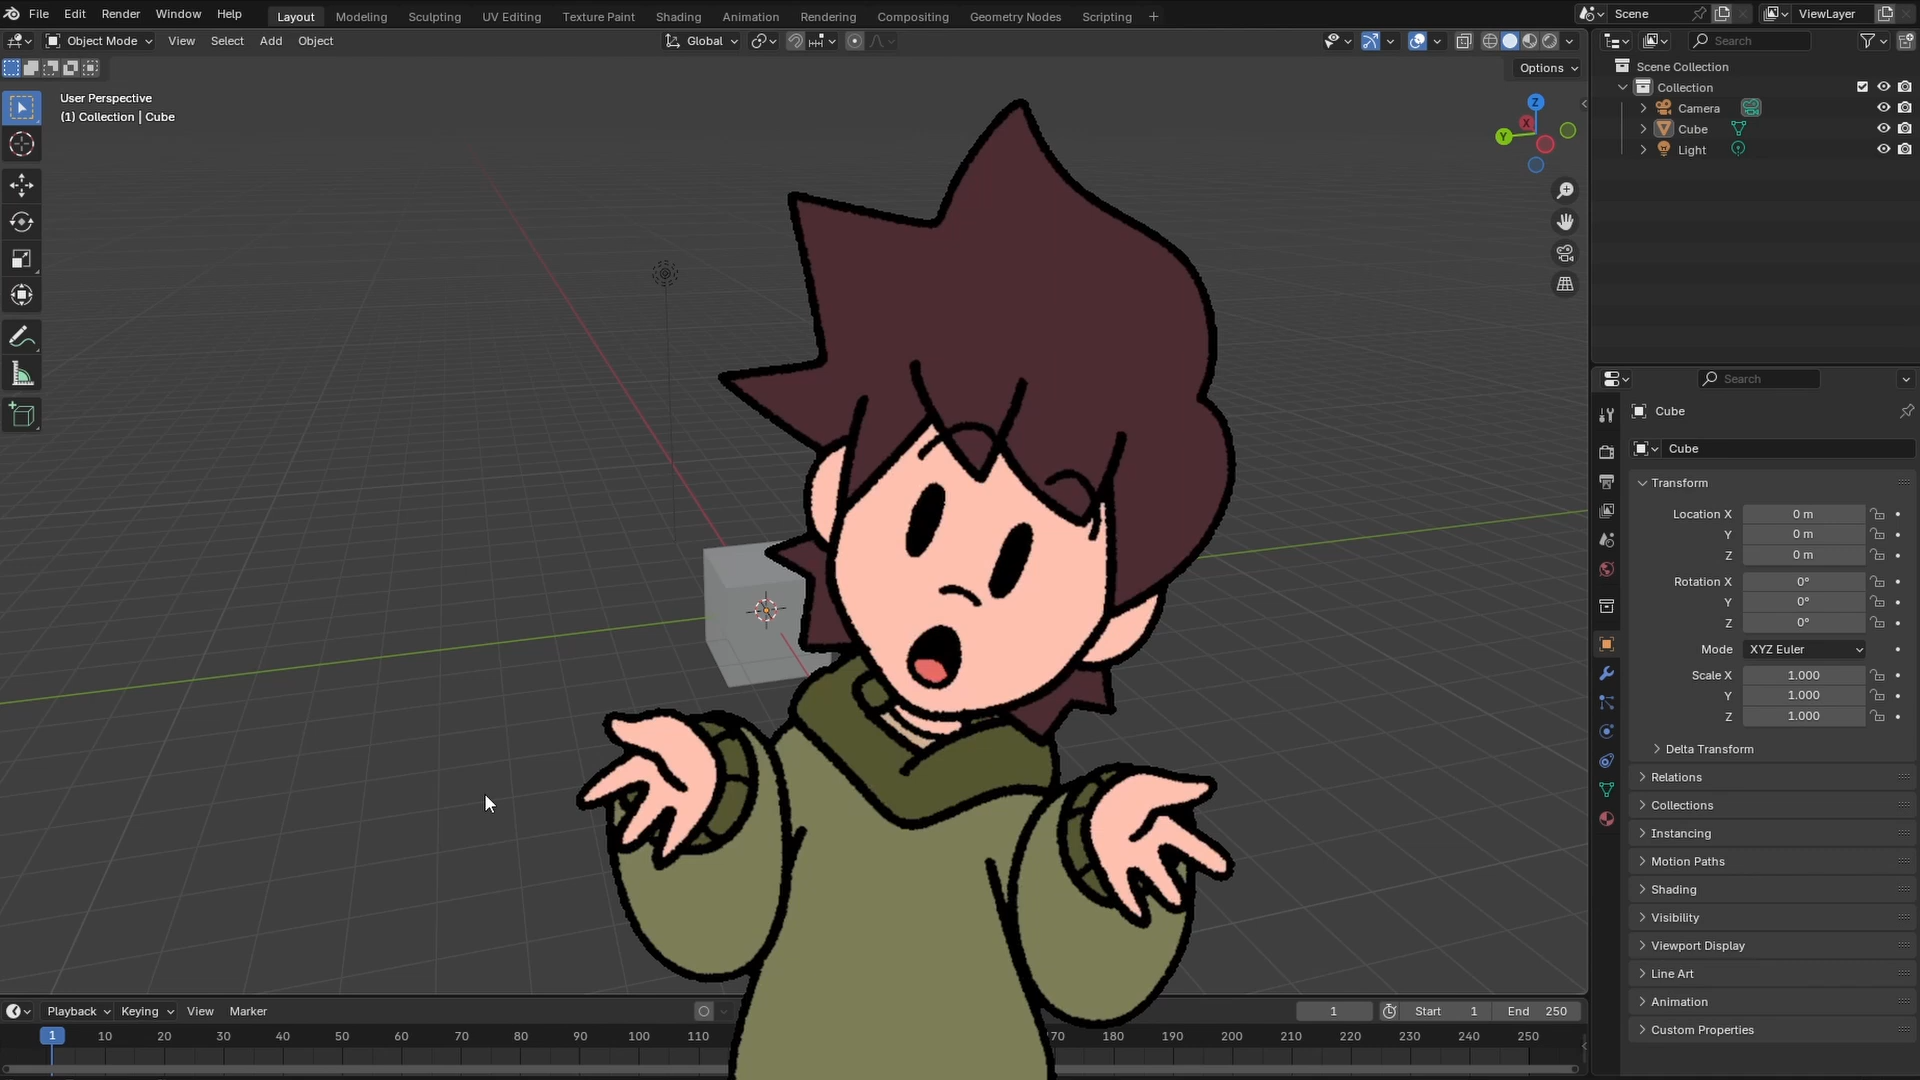 File Edit Render Window Help Layout Modeling Sculpting UV Editing Texture Paint Shading Animation Rendering Compositing Geometry Nodes Scripting + Scene ViewLayer
Object Mode View Select Add Object Global Search
Options
User Perspective
(1) Collection | Cube
Z
X
Y
Scene Collection
Collection
Camera
Cube
Light
Search
Cube
Cube
Transform
Location X 0 m
Y 0 m
Z 0 m
Rotation X 0°
Y 0°
Z 0°
Mode XYZ Euler
Scale X 1.000
Y 1.000
Z 1.000
Delta Transform
Relations
Collections
Instancing
Motion Paths
Shading
Visibility
Viewport Display
Line Art
Animation
Custom Properties
Playback Keying View Marker 1 Start 1 End 250
1 10 20 30 40 50 60 70 80 90 100 110 70 180 190 200 210 220 230 240 250